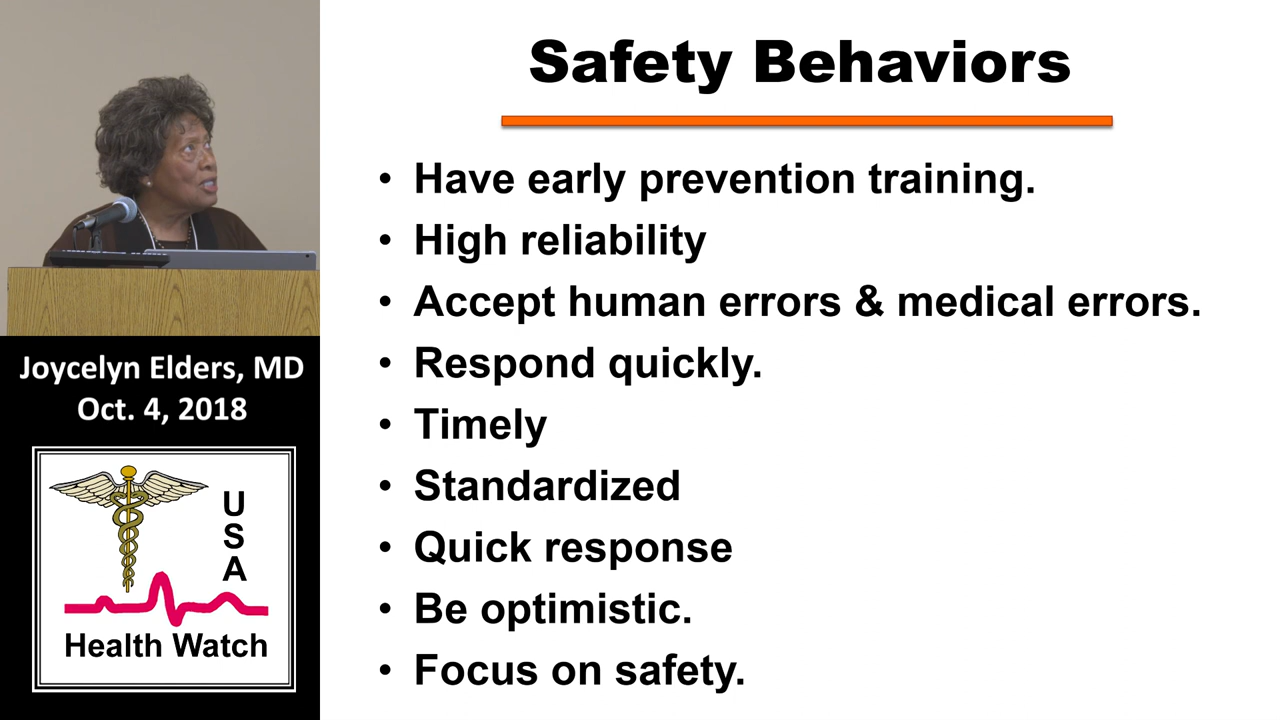 Safety Behaviors
• Have early prevention training.
• High reliability
• Accept human errors & medical errors.
• Respond quickly.
• Timely
• Standardized
• Quick response
• Be optimistic.
• Focus on safety.
Joycelyn Elders, MD
Oct. 4, 2018
U
S
A
Health Watch